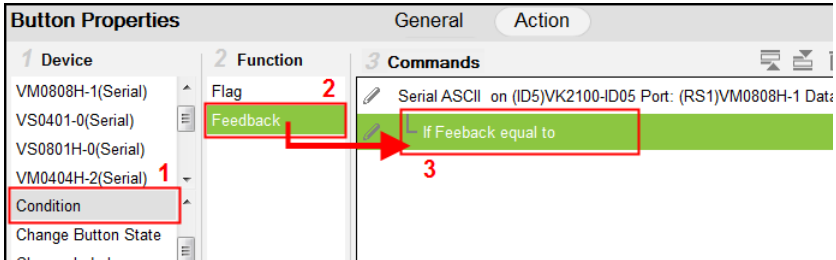 Button Properties
General Action
1 Device
2 Function
3 Commands
VM0808H-1(Serial)
VS0401-0(Serial)
VS0801H-0(Serial)
VM0404H-2(Serial)
1
Condition
Change Button State
Flag
2
Feedback
Serial ASCII on (ID5)VK2100-ID05 Port: (RS1)VM0808H-1 Data
If Feeback equal to
3